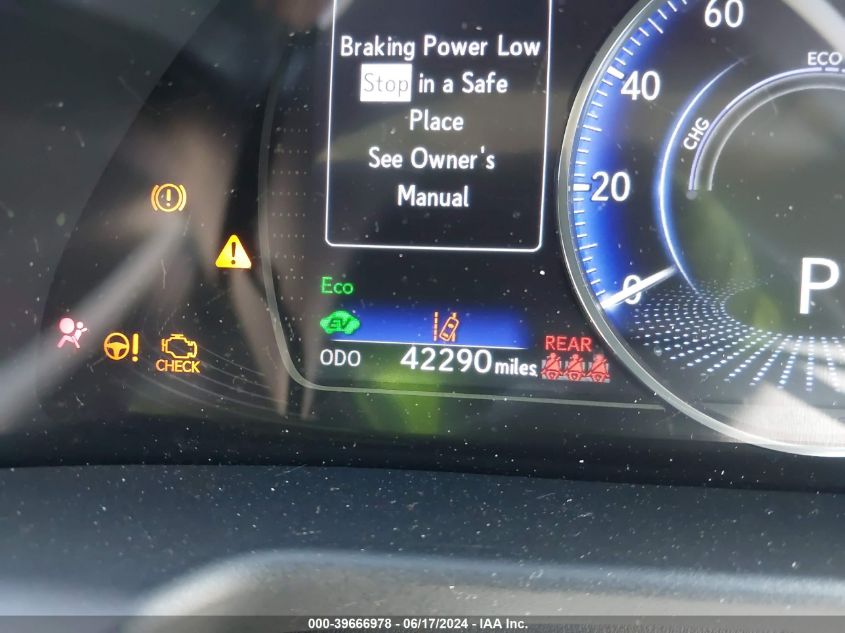 Braking Power Low
Stop in a Safe
Place
See Owner's
Manual
60
ECO
40
CHG
20
0
P
Eco
EV
CHECK
ODO 42290 miles
REAR
000-39666978 - 06/17/2024 - IAA Inc.